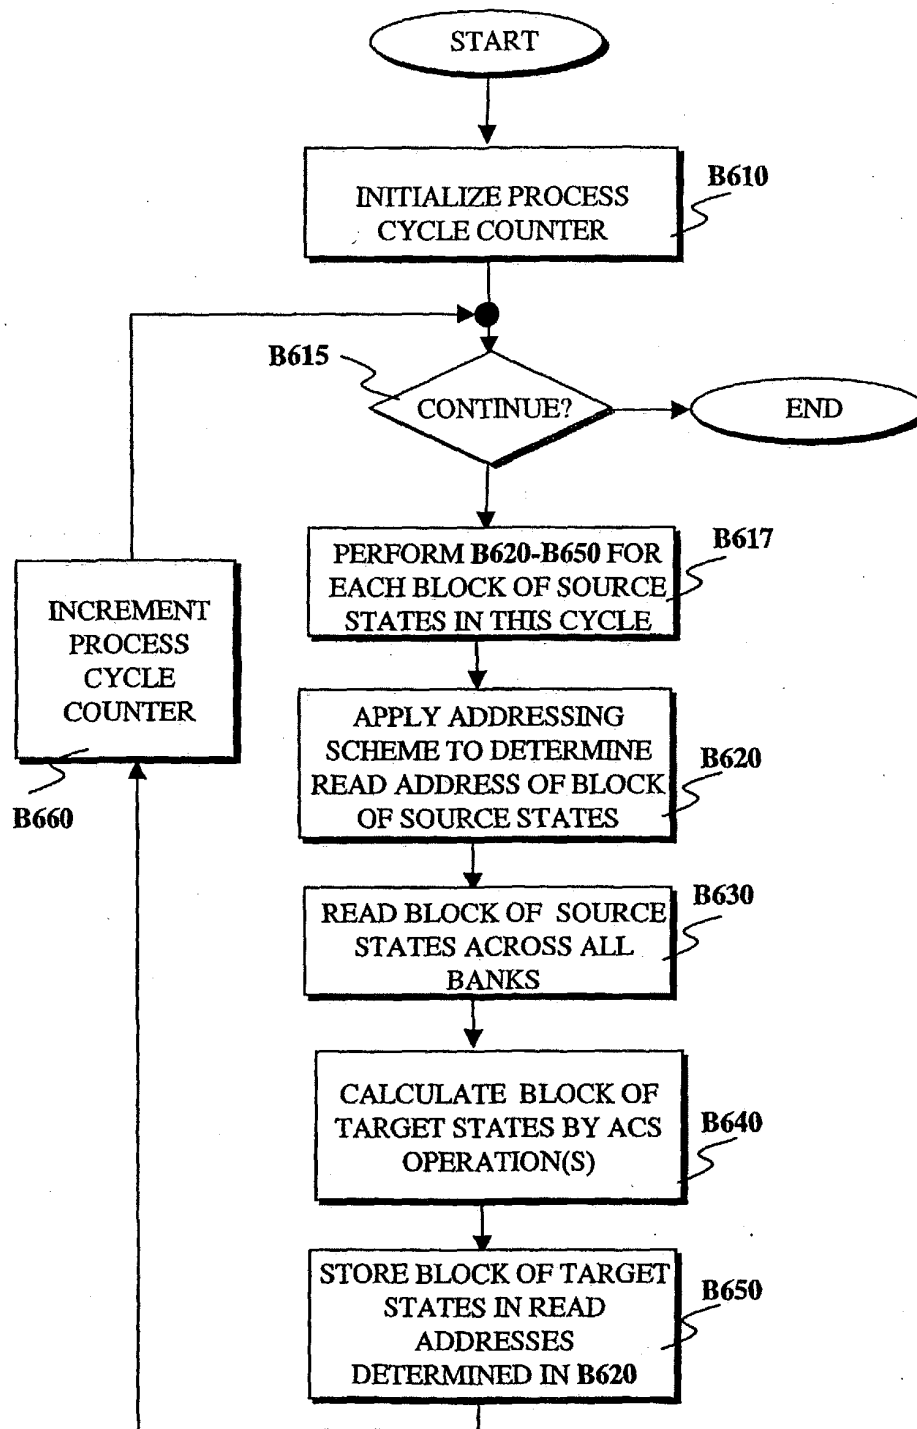 START
INITIALIZE PROCESS
CYCLE COUNTER
B610
B615
CONTINUE?
END
PERFORM B620-B650 FOR
EACH BLOCK OF SOURCE
STATES IN THIS CYCLE
B617
INCREMENT
PROCESS
CYCLE
COUNTER
B660
APPLY ADDRESSING
SCHEME TO DETERMINE
READ ADDRESS OF BLOCK
OF SOURCE STATES
B620
READ BLOCK OF SOURCE
STATES ACROSS ALL
BANKS
B630
CALCULATE BLOCK OF
TARGET STATES BY ACS
OPERATION(S)
B640
STORE BLOCK OF TARGET
STATES IN READ
ADDRESSES
DETERMINED IN B620
B650